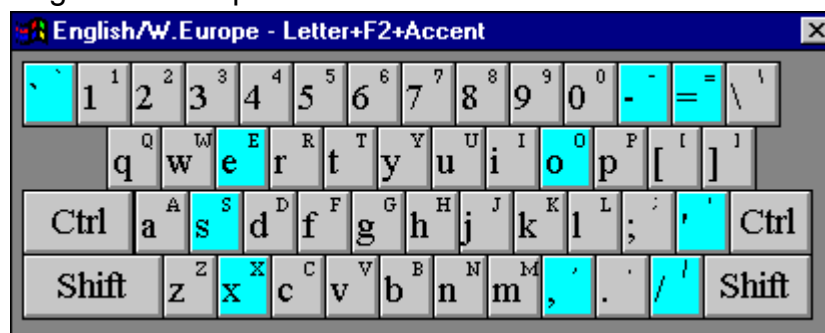 English/W.Europe - Letter+F2+Accent
` ` 1 1 2 2 3 3 4 4 5 5 6 6 7 7 8 8 9 9 0 0 - - = = \ \
q Q w W e E r R t T y Y u U i I o O p P [ [ ] ]
Ctrl a A s S d D f F g G h H j J k K l L ; ; ' ' Ctrl
Shift z Z x X c C v V b B n N m M , , . . / / Shift